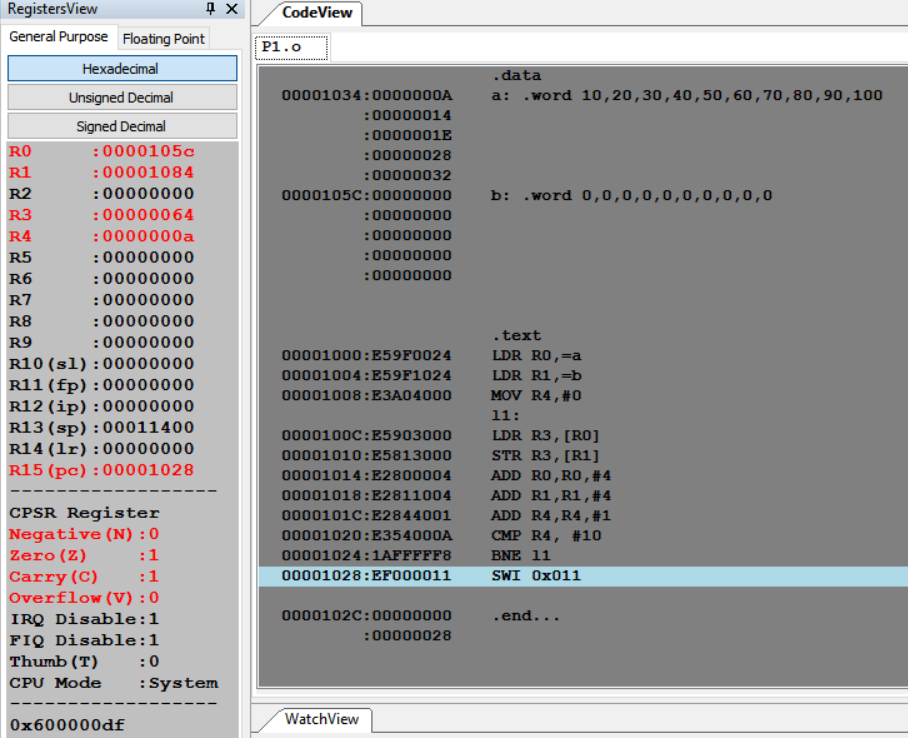 RegistersView
General Purpose
Floating Point
Hexadecimal
Unsigned Decimal
Signed Decimal
R0 :0000105c
R1 :00001084
R2 :00000000
R3 :00000064
R4 :0000000a
R5 :00000000
R6 :00000000
R7 :00000000
R8 :00000000
R9 :00000000
R10(sl):00000000
R11(fp):00000000
R12(ip):00000000
R13(sp):00011400
R14(lr):00000000
R15(pc):00001028
------------------
CPSR Register
Negative(N):0
Zero(Z) :1
Carry(C) :1
Overflow(V):0
IRQ Disable:1
FIQ Disable:1
Thumb(T) :0
CPU Mode :System
------------------
0x600000df
CodeView
P1.o
.data
00001034:0000000A a: .word 10,20,30,40,50,60,70,80,90,100
:00000014
:0000001E
:00000028
:00000032
0000105C:00000000 b: .word 0,0,0,0,0,0,0,0,0,0
:00000000
:00000000
:00000000
:00000000
.text
00001000:E59F0024 LDR R0,=a
00001004:E59F1024 LDR R1,=b
00001008:E3A04000 MOV R4,#0
l1:
0000100C:E5903000 LDR R3,[R0]
00001010:E5813000 STR R3,[R1]
00001014:E2800004 ADD R0,R0,#4
00001018:E2811004 ADD R1,R1,#4
0000101C:E2844001 ADD R4,R4,#1
00001020:E354000A CMP R4, #10
00001024:1AFFFFF8 BNE l1
00001028:EF000011 SWI 0x011
0000102C:00000000 .end...
:00000028
WatchView